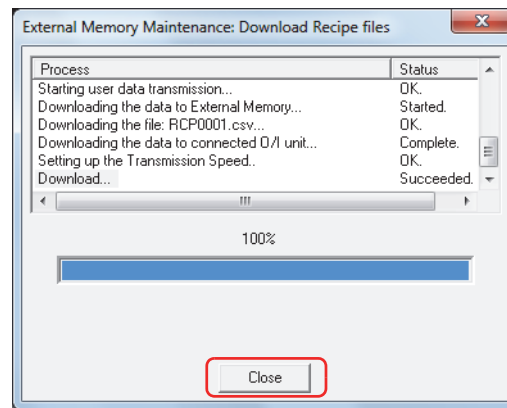 External Memory Maintenance: Download Recipe files
Process Status
Starting user data transmission... OK.
Downloading the data to External Memory... Started.
Downloading the file: RCP0001.csv... OK.
Downloading the data to connected O/I unit... Complete.
Setting up the Transmission Speed.. OK.
Download... Succeeded.
100%
Close